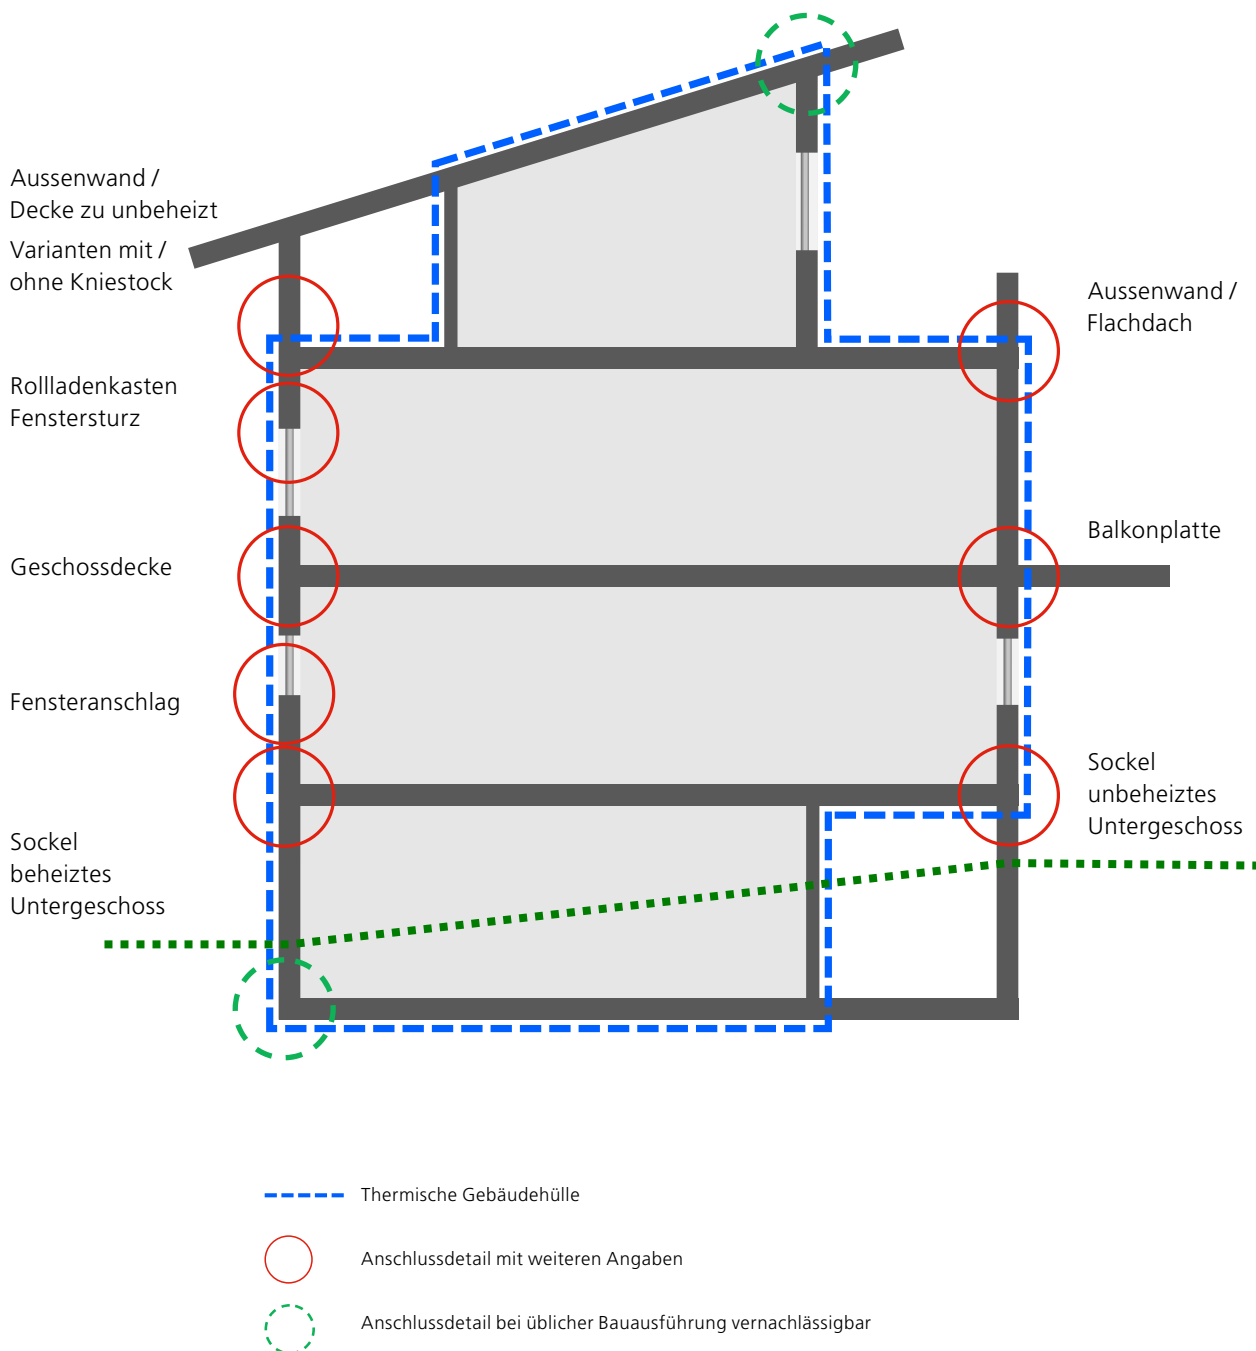 Aussenwand /
Decke zu unbeheizt
Varianten mit /
ohne Kniestock
Rollladenkasten
Fenstersturz
Geschossdecke
Fensteranschlag
Sockel
beheiztes
Untergeschoss
Aussenwand /
Flachdach
Balkonplatte
Sockel
unbeheiztes
Untergeschoss
Thermische Gebäudehülle
Anschlussdetail mit weiteren Angaben
Anschlussdetail bei üblicher Bauausführung vernachlässigbar